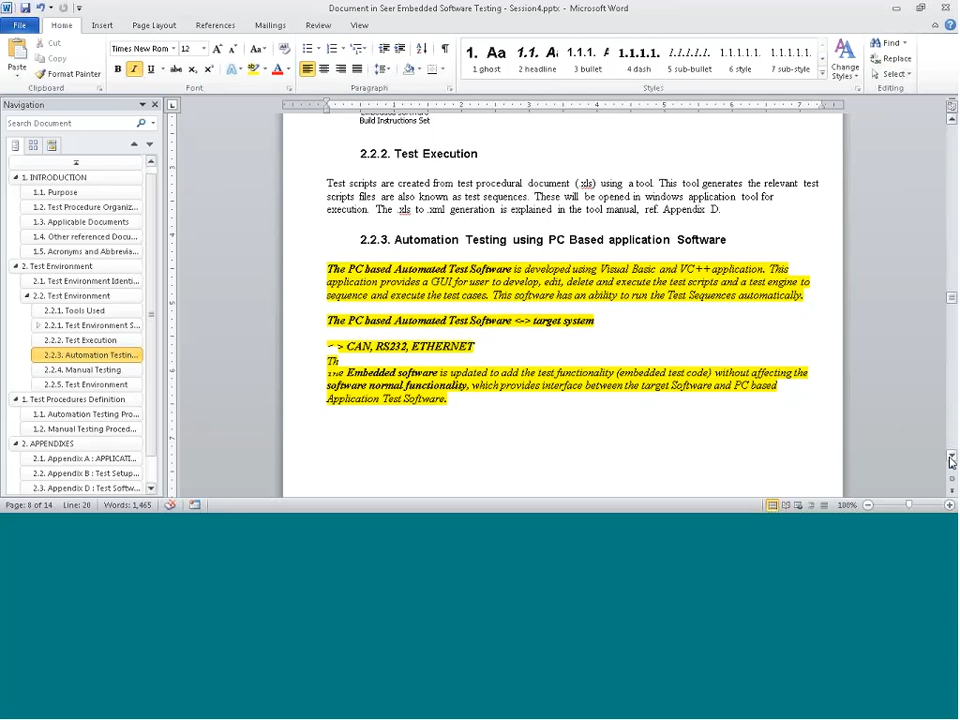 Document in Seer Embedded Software Testing - Session4.pptx - Microsoft Word
File Home Insert Page Layout References Mailings Review View
Paste
Cut
Copy
Format Painter
Clipboard
Times New Rom 12
B I U abc
Font
Paragraph
1. Aa 1 ghost
1.1. A 2 headline
1.1.1. A 3 bullet
1.1.1.1. 4 dash
1.1.1.1. 5 sub-bullet
1.1.1.1. 6 style
1.1.1.1. 7 sub-style
Styles
Change
Styles
Find
Replace
Select
Editing
Navigation
Search Document
1. INTRODUCTION
1.1. Purpose
1.2. Test Procedure Organiz...
1.3. Applicable Documents
1.4. Other referenced Docu...
1.5. Acronyms and Abbrevia...
2. Test Environment
2.1. Test Environment Identi...
2.2. Test Environment
2.2.1. Tools Used
2.2.1. Test Environment S...
2.2.2. Test Execution
2.2.3. Automation Testin...
2.2.4. Manual Testing
2.2.5. Test Environment
1. Test Procedures Definition
1.1. Automation Testing Pro...
1.2. Manual Testing Proced...
2. APPENDIXES
2.1. Appendix A : APPLICATI...
2.2. Appendix B : Test Setup...
2.3. Appendix D : Test Softw...
Build Instructions Set
2.2.2. Test Execution
Test scripts are created from test procedural document (.xls) using a tool. This tool generates the relevant test
scripts files are also known as test sequences. These will be opened in windows application tool for
execution. The .xls to .xml generation is explained in the tool manual, ref. Appendix D.
2.2.3. Automation Testing using PC Based application Software
The PC based Automated Test Software is developed using Visual Basic and VC++ application. This
application provides a GUI for user to develop, edit, delete and execute the test scripts and a test engine to
sequence and execute the test cases. This software has an ability to run the Test Sequences automatically.
The PC based Automated Test Software <-> target system
<-> CAN, RS232, ETHERNET
Th
The Embedded software is updated to add the test functionality (embedded test code) without affecting the
software normal functionality, which provides interface between the target Software and PC based
Application Test Software.
Page: 8 of 14 Line: 20 Words: 1,465 100%